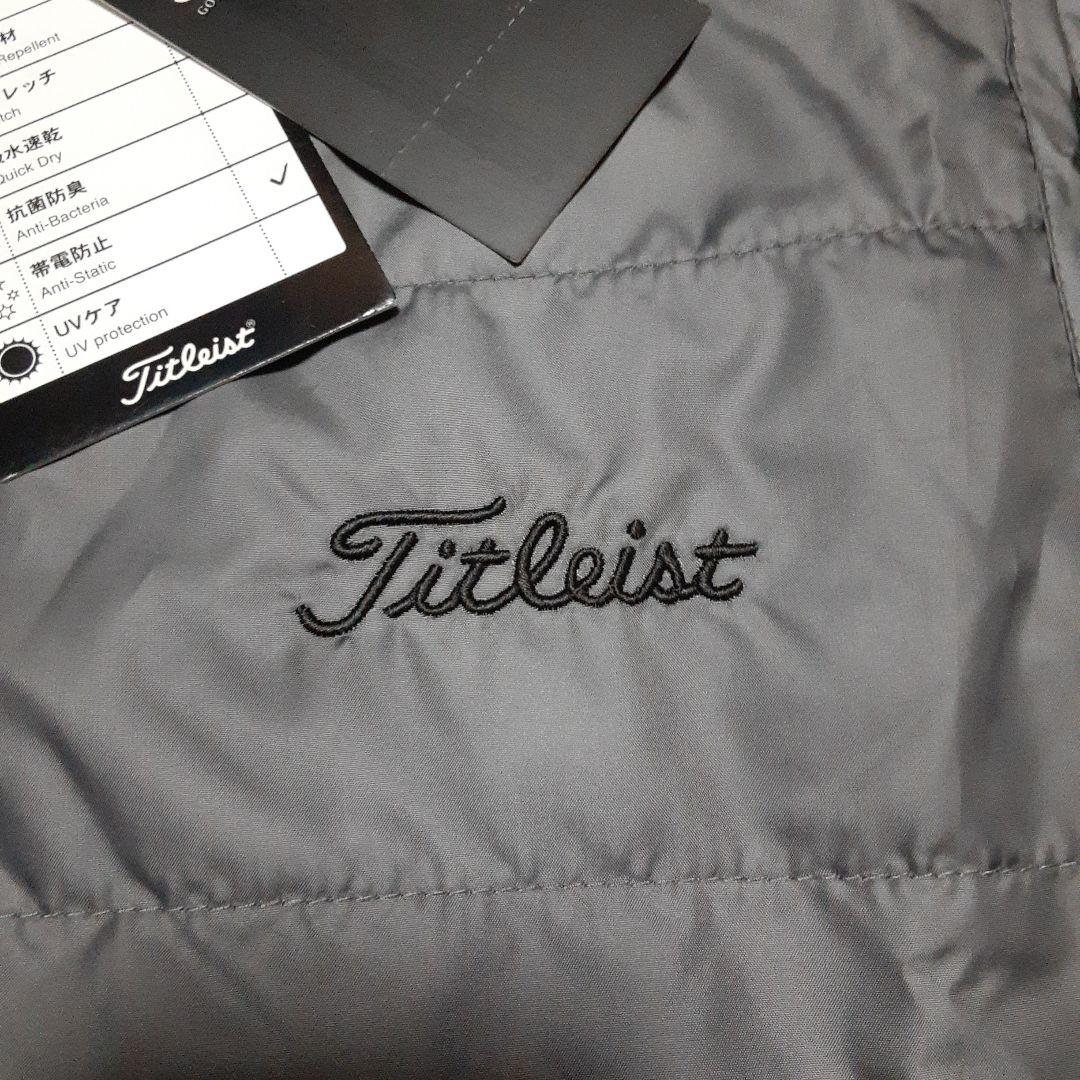 GO
材
Repellent
レッチ
tch
水速乾
Quick Dry
抗菌防臭
Anti-Bacteria
帯電防止
Anti-Static
UVケア
UV protection
Titleist®
Titleist